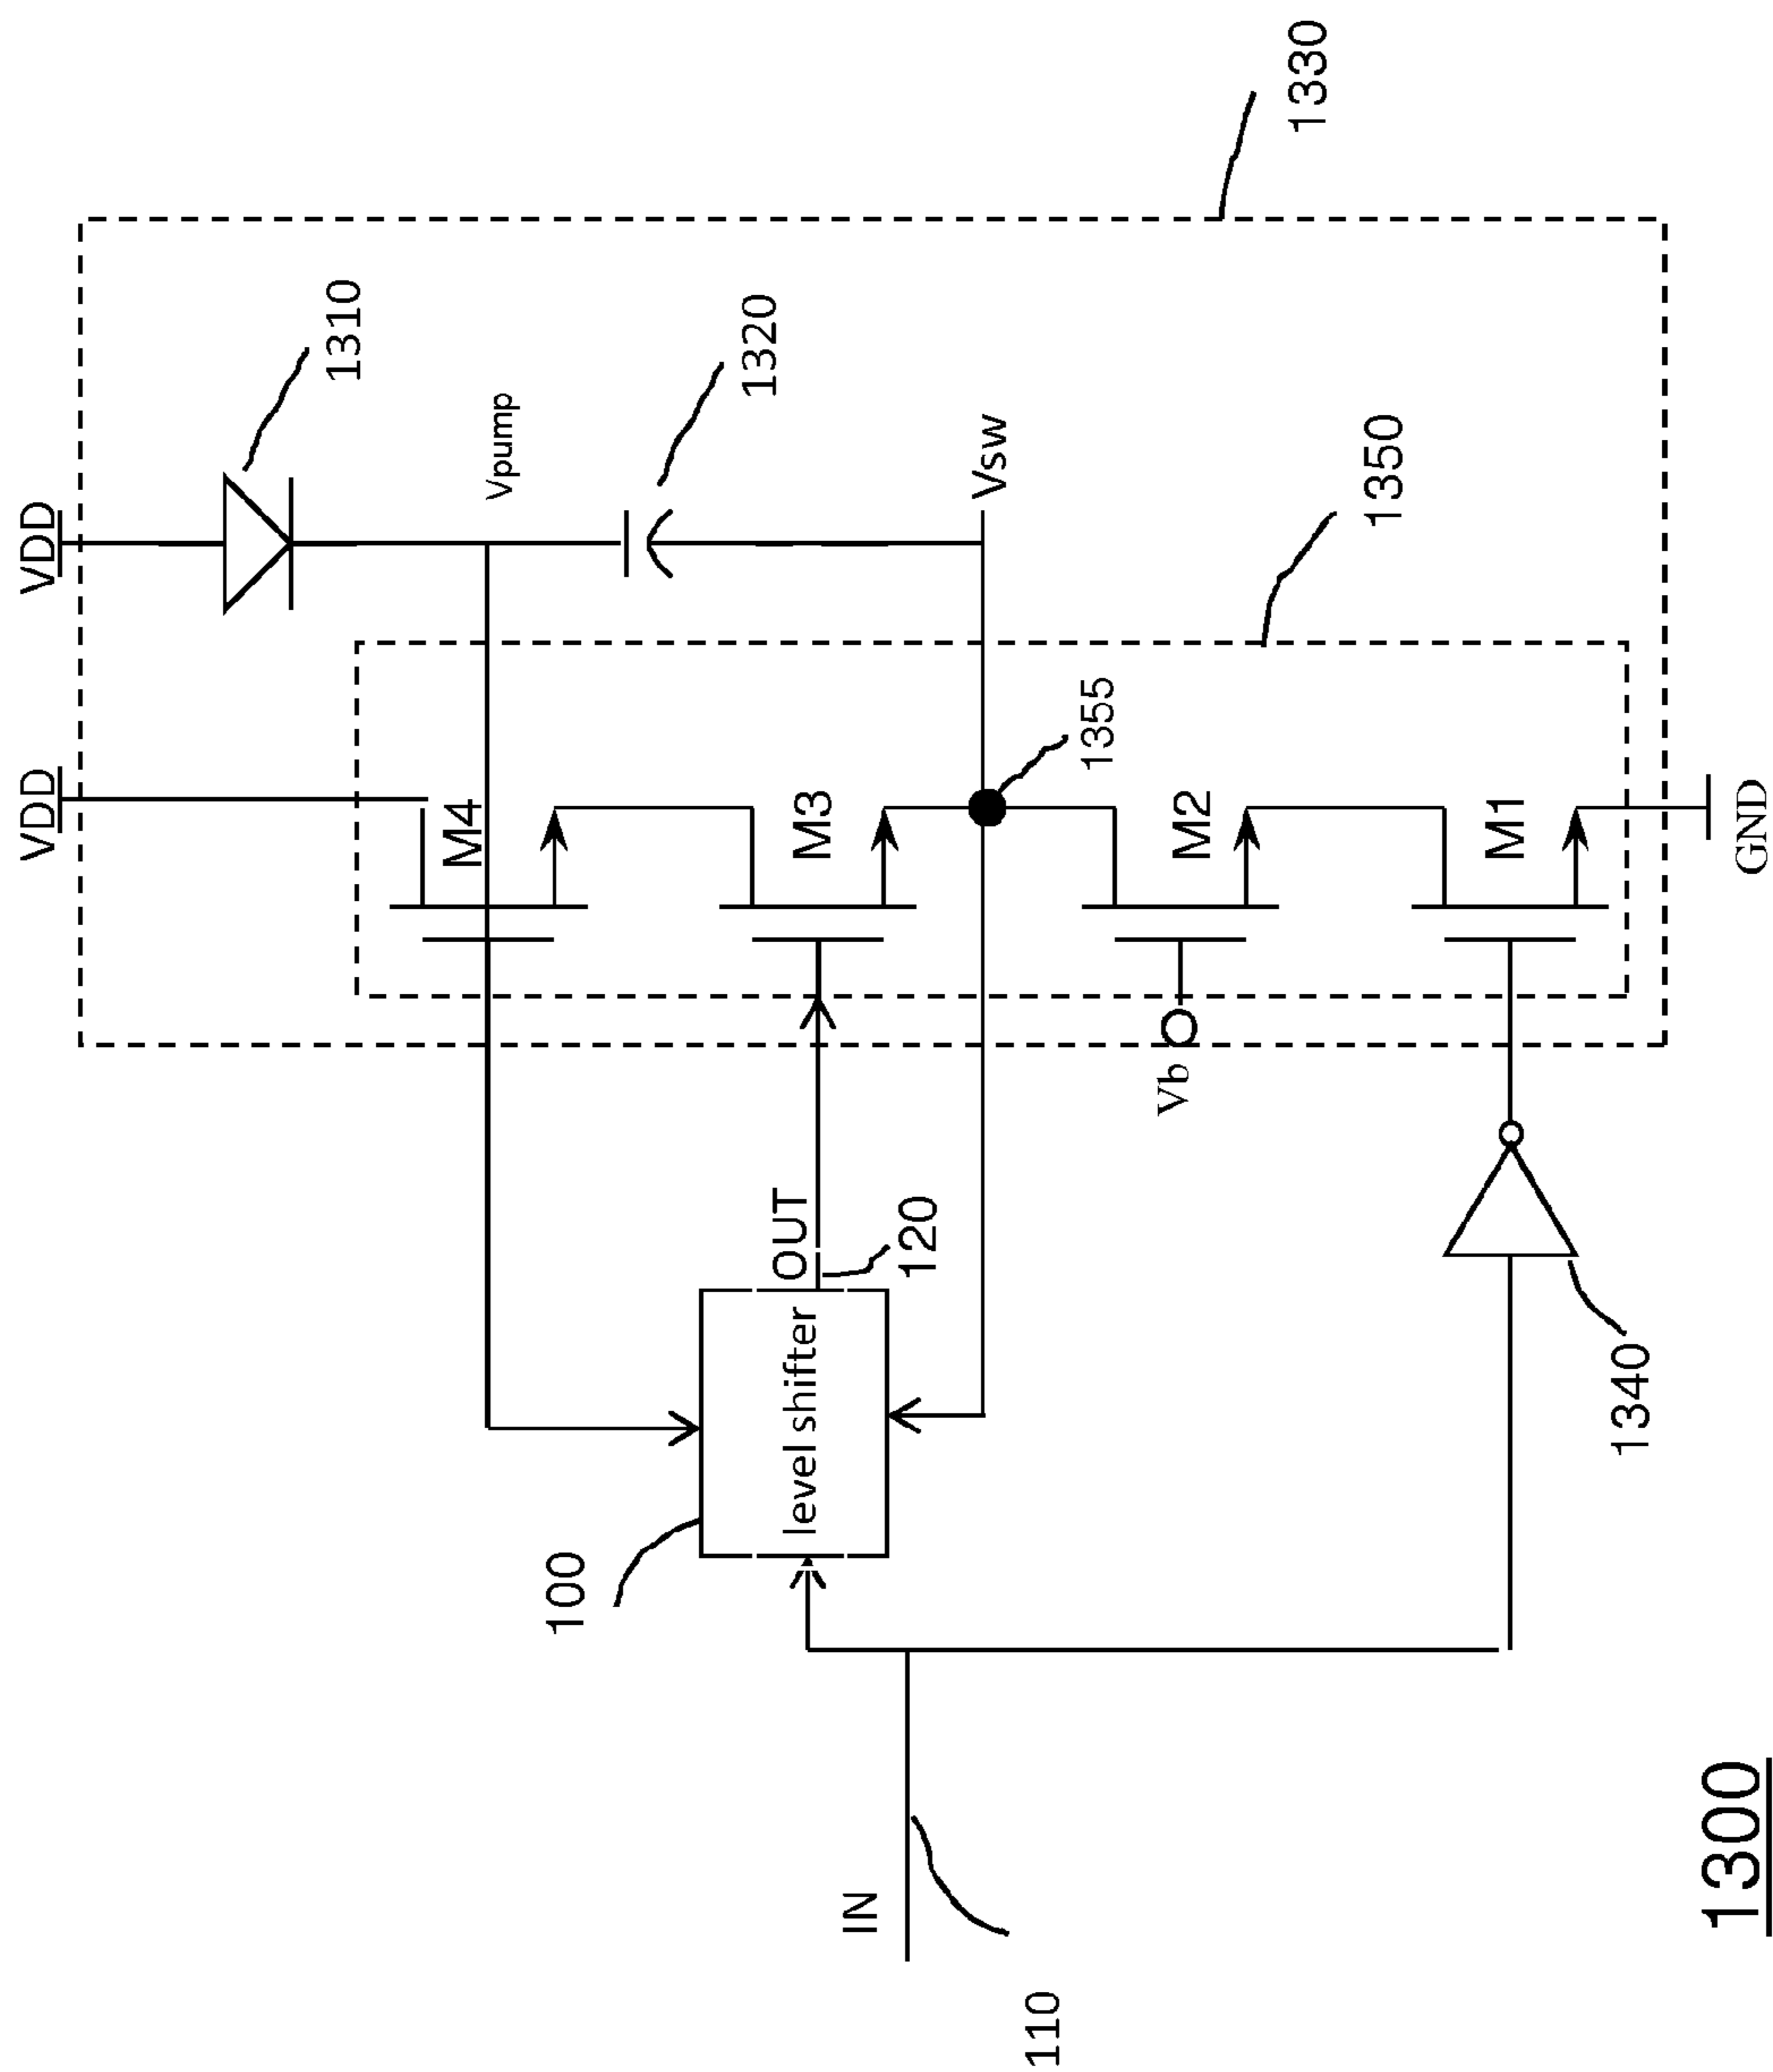 VDD
VDD
1310
Vpump
1320
Vsw
1330
1350
M4
M3
1355
M2
M1
GND
Vb
OUT
120
level shifter
100
1340
IN
110
1300